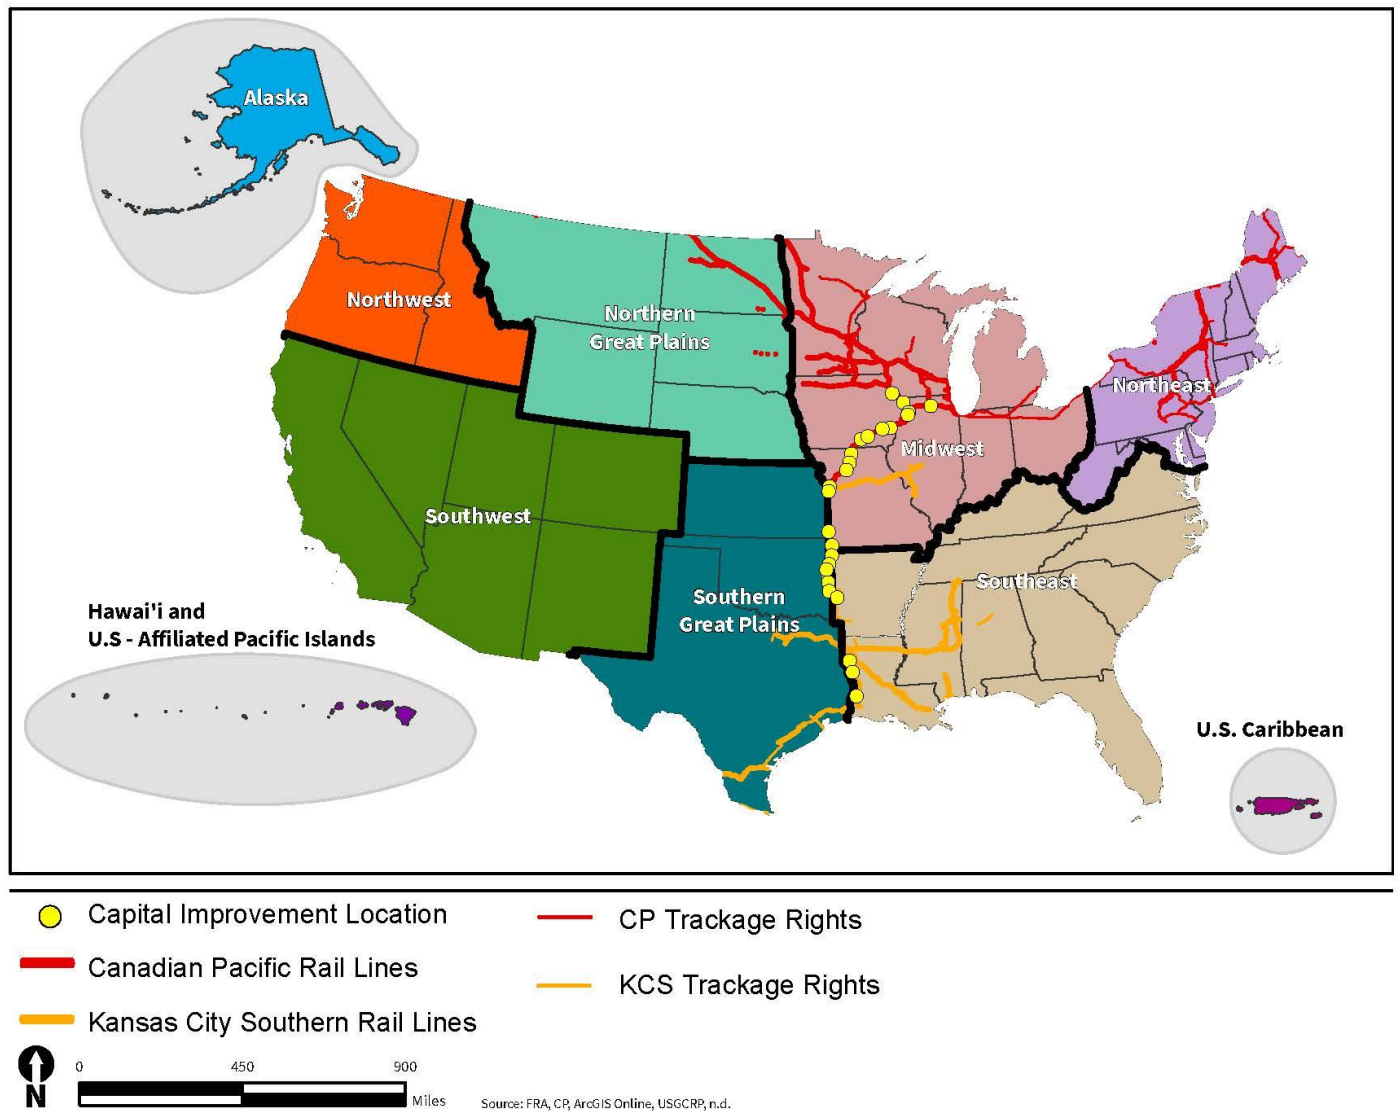 Alaska
Northwest
Northern
Great Plains
Northeast
Midwest
Southwest
Southeast
Southern
Great Plains
Hawai'i and
U.S - Affiliated Pacific Islands
U.S. Caribbean
Capital Improvement Location
CP Trackage Rights
Canadian Pacific Rail Lines
KCS Trackage Rights
Kansas City Southern Rail Lines
N
0 450 900
Miles
Source: FRA, CP, ArcGIS Online, USGCRP, n.d.